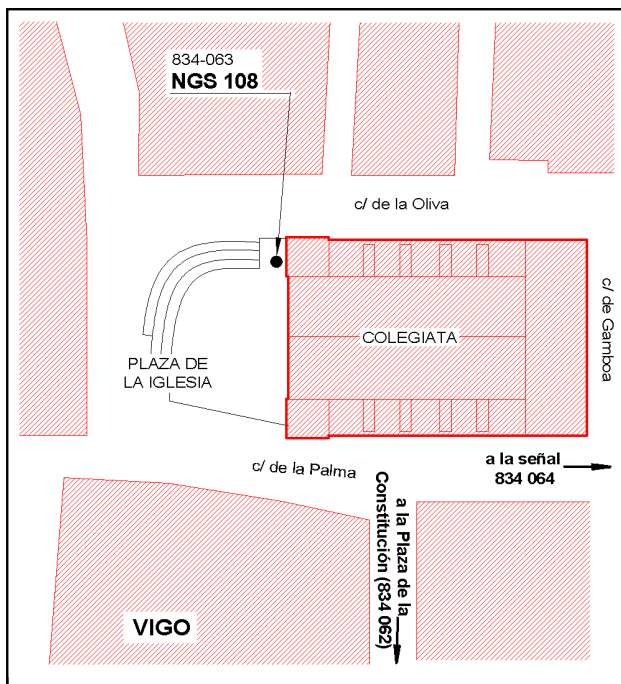 834-063
NGS 108
c/ de la Oliva
c/ de Gamboa
COLEGIATA
PLAZA DE
LA IGLESIA
c/ de la Palma
a la señal
834 064
a la Plaza de la
Constitución (834 062)
VIGO